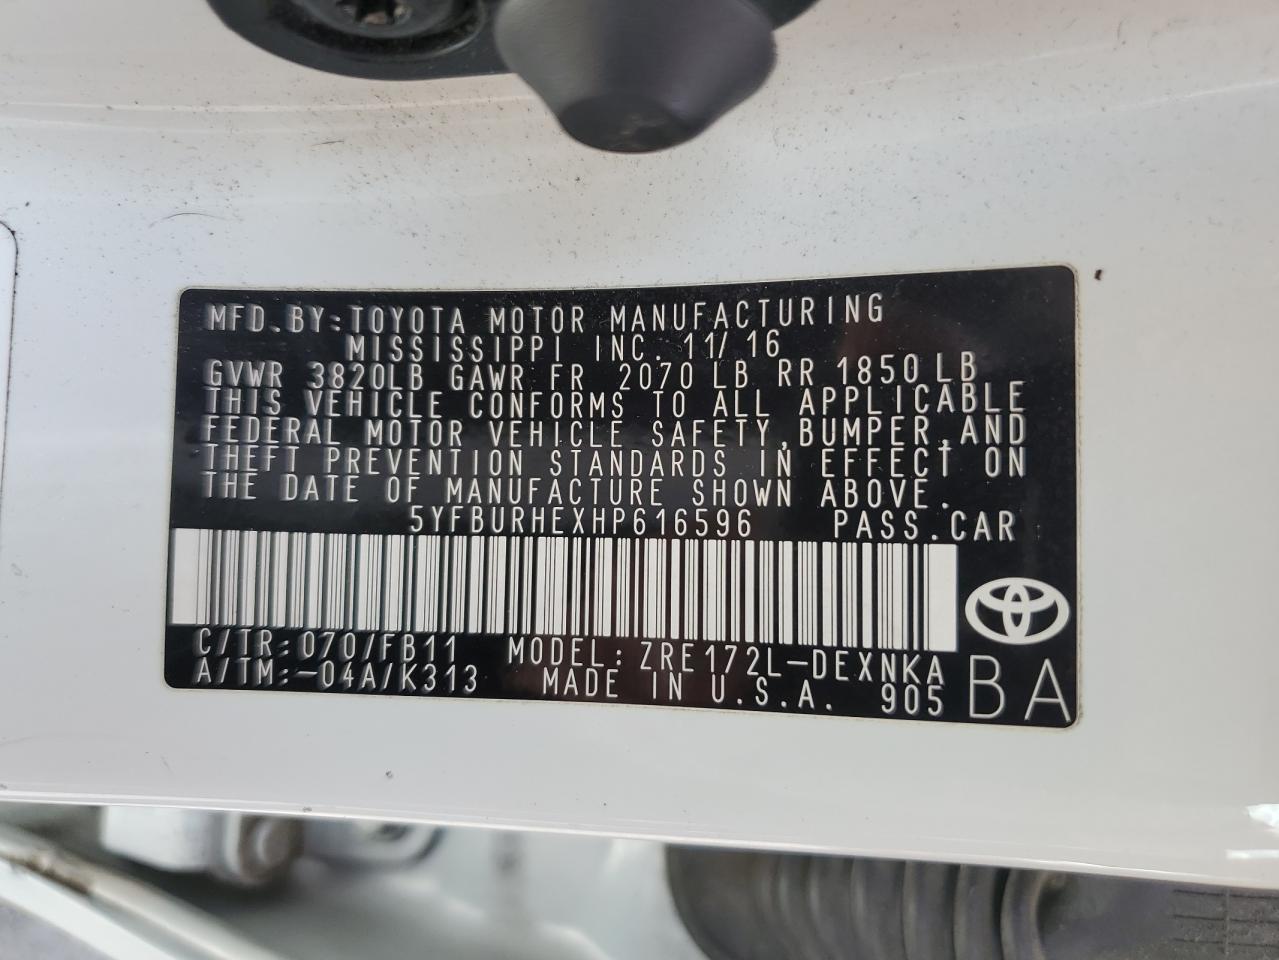 MFD.BY:TOYOTA MOTOR MANUFACTURING
MISSISSIPPI INC. 11/16
GVWR 3820LB GAWR FR 2070 LB RR 1850 LB
THIS VEHICLE CONFORMS TO ALL APPLICABLE
FEDERAL MOTOR VEHICLE SAFETY,BUMPER,AND
THEFT PREVENTION STANDARDS IN EFFECT ON
THE DATE OF MANUFACTURE SHOWN ABOVE.
5YFBURHEXHP616596 PASS.CAR
C/TR:070/FB11 MODEL:ZRE172L-DEXNKA
A/TM:-04A/K313 MADE IN U.S.A. 905
BA